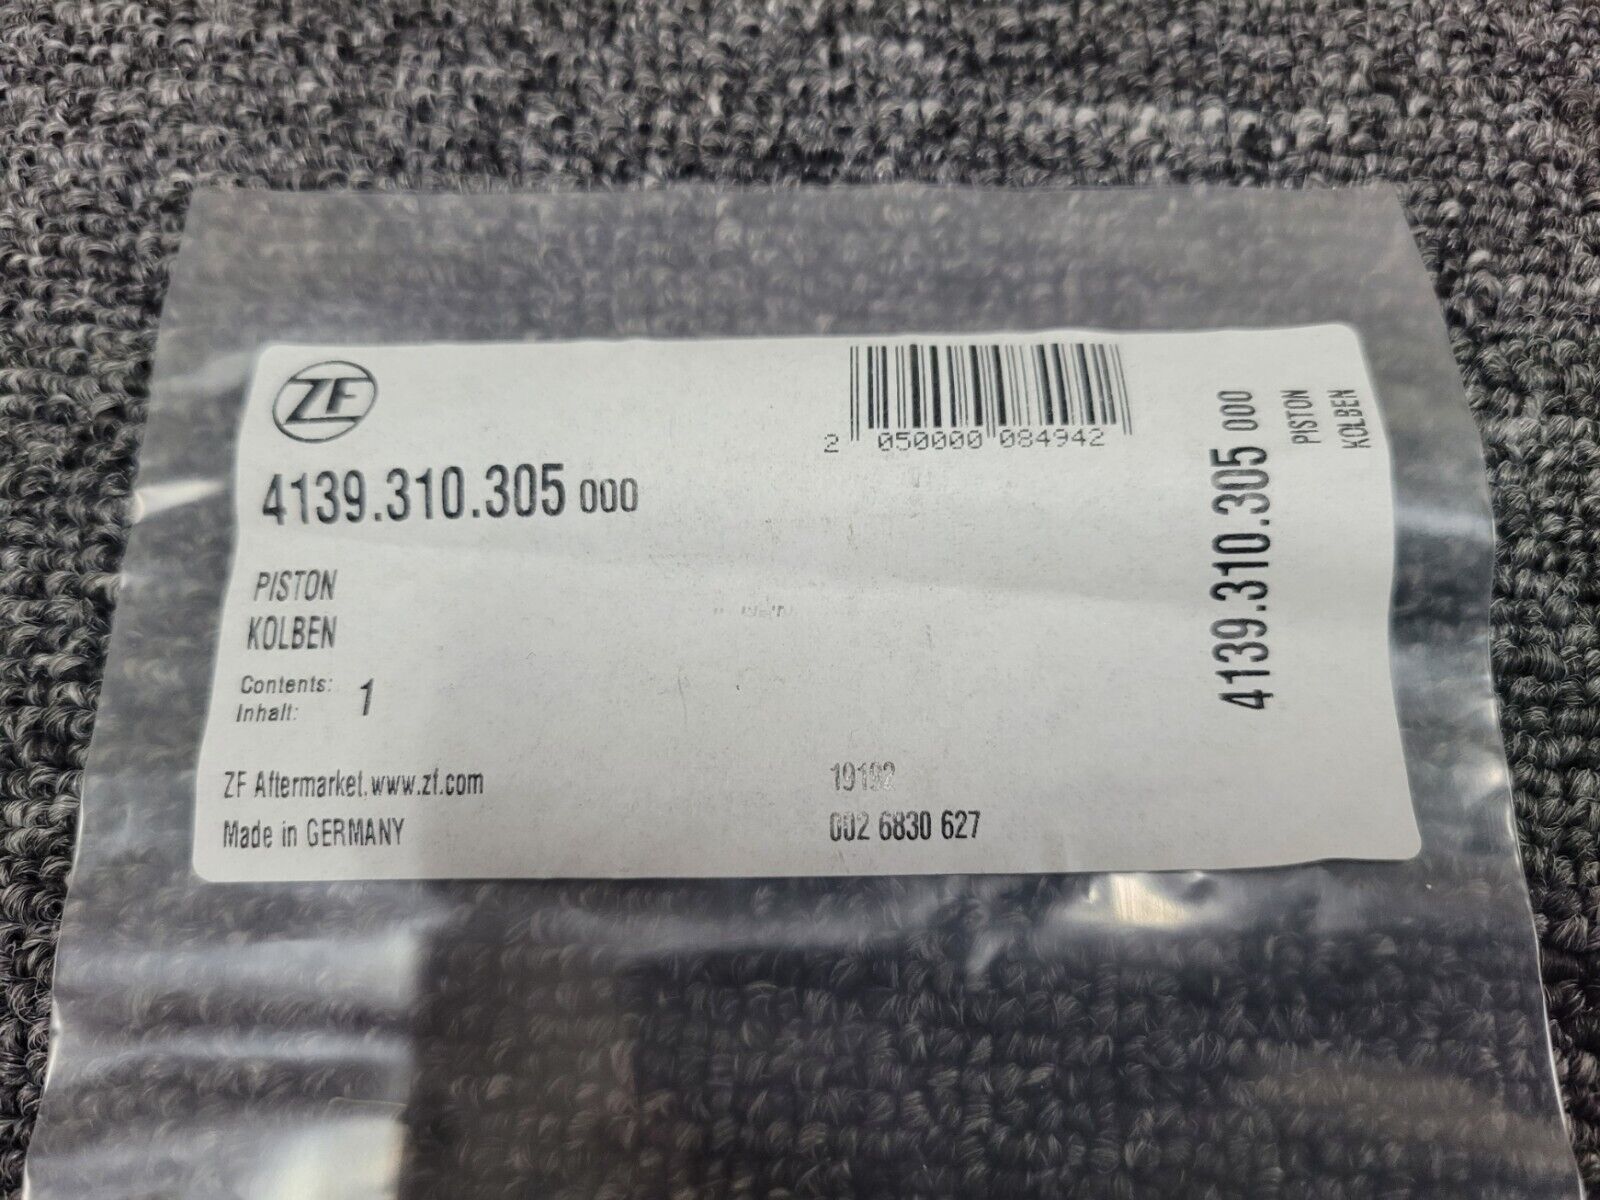 ZF
2 050000 084942
4139.310.305 000
PISTON
KOLBEN
Contents: 1
Inhalt:
ZF Aftermarket.www.zf.com
Made in GERMANY
19192
002 6830 627
4139.310.305 000
PISTON
KOLBEN